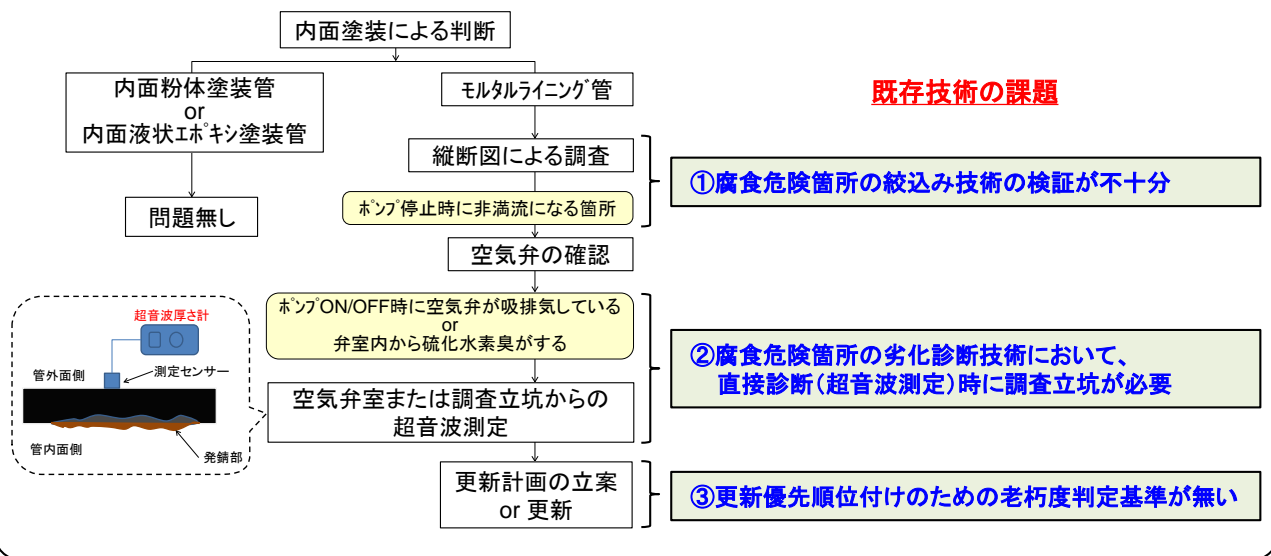 内面塗装による判断
内面粉体塗装管
or
内面液状ｴﾎﾟｷｼ塗装管
ﾓﾙﾀﾙﾗｲﾆﾝｸﾞ管
既存技術の課題
縦断図による調査
①腐食危険箇所の絞込み技術の検証が不十分
問題無し
ﾎﾟﾝﾌﾟ停止時に非満流になる箇所
空気弁の確認
ﾎﾟﾝﾌﾟON/OFF時に空気弁が吸排気している
or
弁室内から硫化水素臭がする
超音波厚さ計
測定センサー
管外面側
管内面側
発錆部
②腐食危険箇所の劣化診断技術において、
直接診断（超音波測定）時に調査立坑が必要
空気弁室または調査立坑からの
超音波測定
更新計画の立案
or 更新
③更新優先順位付けのための老朽度判定基準が無い